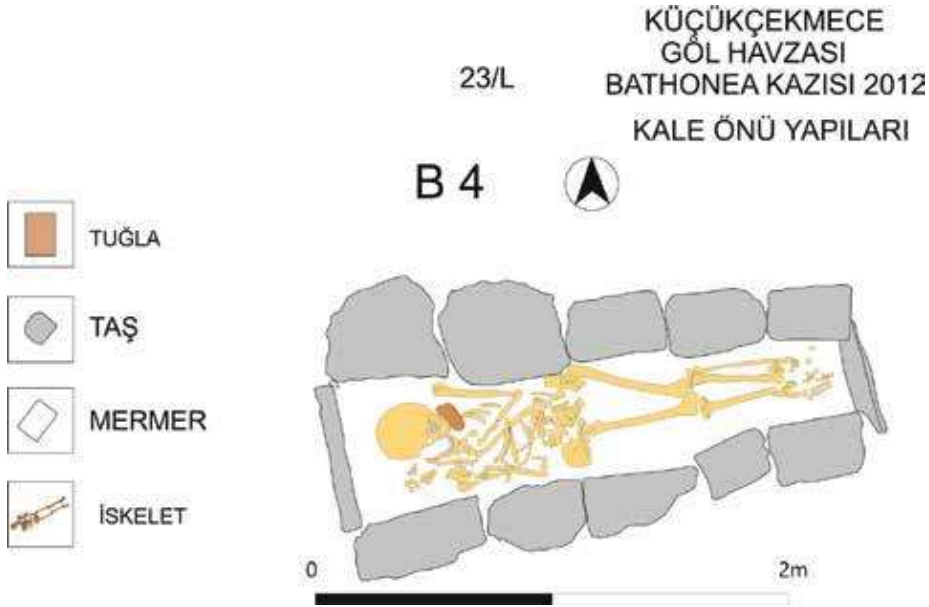 KÜÇÜKÇEKMECE
GÖL HAVZASI
23/L
BATHONEA KAZISI 2012
KALE ÖNÜ YAPILARI
B 4
TUĞLA
TAŞ
MERMER
İSKELET
0
2m